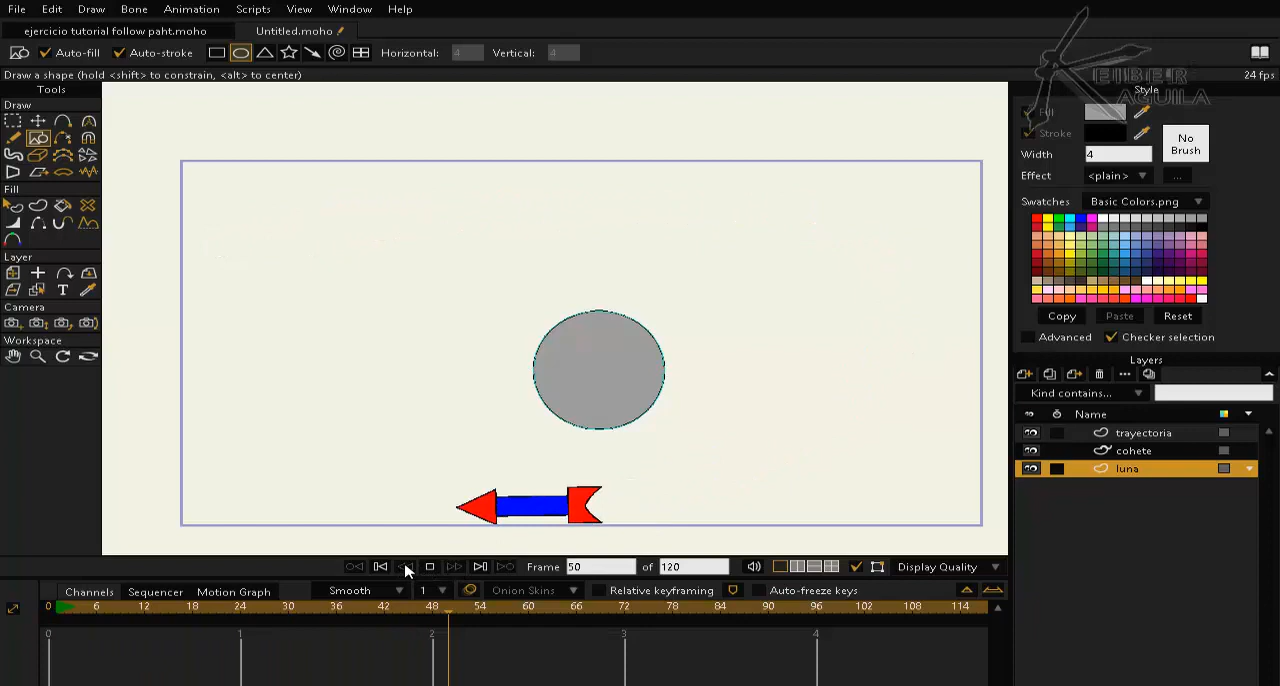 File Edit Draw Bone Animation Scripts View Window Help
ejercicio tutorial follow paht.moho Untitled.moho
Auto-fill Auto-stroke Horizontal: 4 Vertical: 4
Draw a shape (hold <shift> to constrain, <alt> to center) 24 fps
KEIBER
AGUILA
Tools Style
Draw
Fill
Stroke
No
Brush
Width 4
Effect <plain> ...
Fill
Swatches Basic Colors.png
Layer
Camera
Copy Paste Reset
Workspace
Advanced Checker selection
Layers
Kind contains...
Name
trayectoria
cohete
luna
Frame 50 of 120 Display Quality
Channels Sequencer Motion Graph Smooth 1 Onion Skins Relative keyframing Auto-freeze keys
0 6 12 18 24 30 36 42 48 54 60 66 72 78 84 90 96 102 108 114
0 1 2 3 4